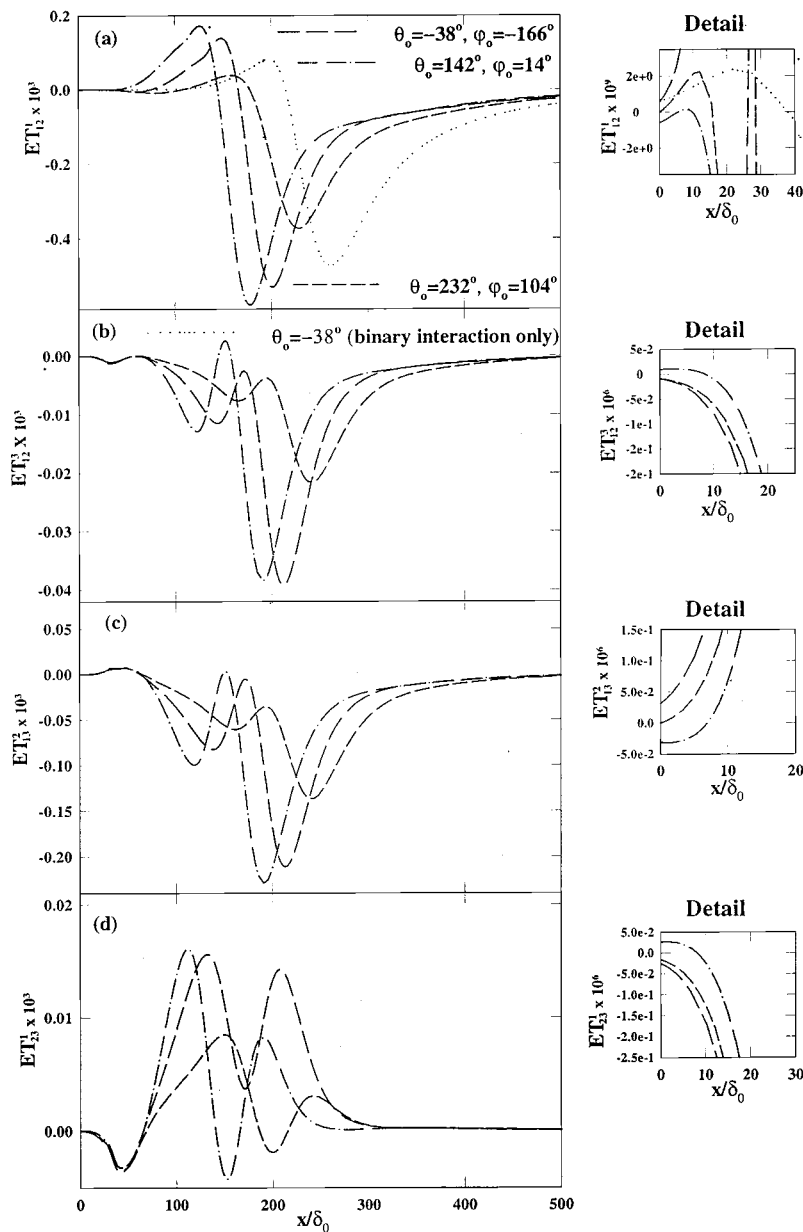 (a)
θₒ=−38°, φₒ=−166°
θₒ=142°, φₒ=14°
θₒ=232°, φₒ=104°
0.2
0.0
-0.2
-0.4
ET¹₁₂ x 10³
Detail
2e+0
0
-2e+0
ET¹₁₂ x 10⁹
0 10 20 30 40
x/δ₀
(b)
θₒ=−38° (binary interaction only)
0.00
-0.01
-0.02
-0.03
-0.04
ET³₁₂ X 10³
Detail
5e-2
0
-5e-2
-1e-1
-2e-1
-2e-1
ET³₁₂ x 10⁶
0 10 20
x/δ₀
(c)
0.05
0.00
-0.05
-0.10
-0.15
-0.20
ET²₁₃ x 10³
Detail
1.5e-1
1.0e-1
5.0e-2
0.0
-5.0e-2
ET²₁₃ x 10⁶
0 10 20
x/δ₀
(d)
0.02
0.01
0.00
ET¹₂₃ x 10³
0 100 200 300 400 500
x/δ₀
Detail
5.0e-2
0.0
-5.0e-2
-1.0e-1
-1.5e-1
-2.0e-1
-2.5e-1
ET¹₂₃ x 10⁶
0 10 20 30
x/δ₀